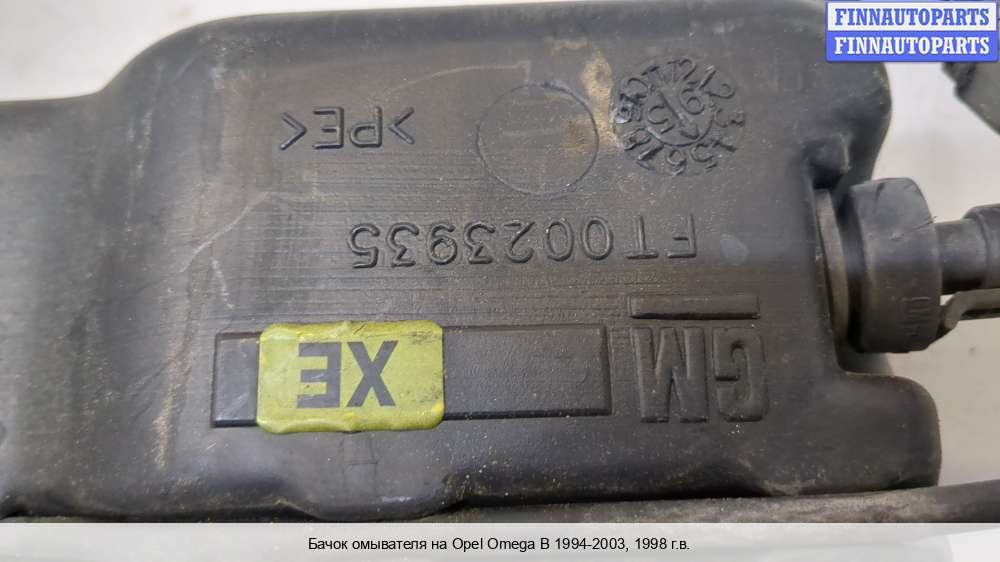 FINNAUTOPARTS
FINNAUTOPARTS
>PE<
FT0023935
XE
GM
Бачок омывателя на Opel Omega B 1994-2003, 1998 г.в.